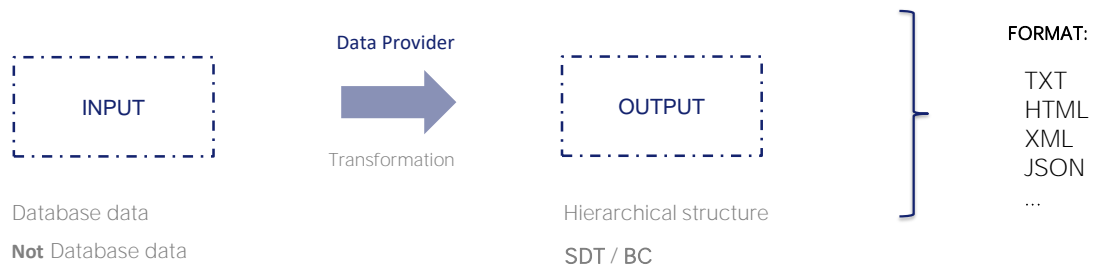 Data Provider
INPUT
Transformation
OUTPUT
Database data
Not Database data
Hierarchical structure
SDT / BC
FORMAT:
TXT
HTML
XML
JSON
...